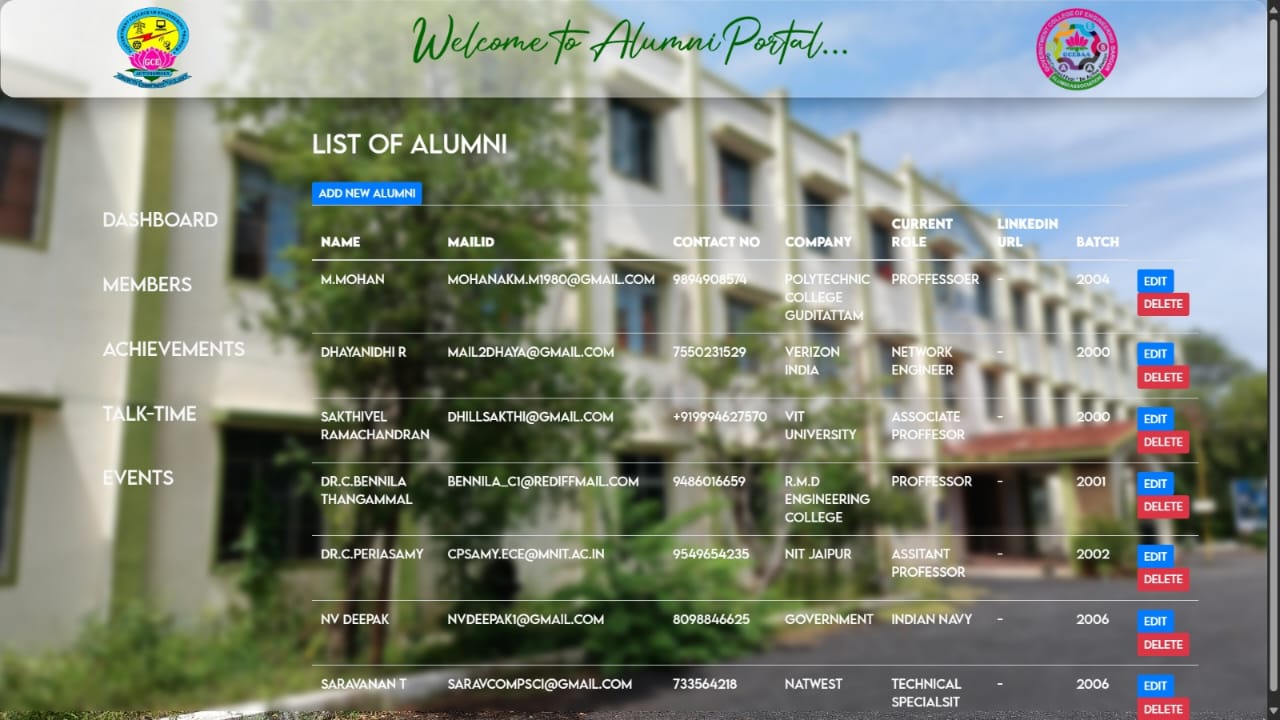 Welcome to Alumni Portal...
GCE
LIST OF ALUMNI
ADD NEW ALUMNI
DASHBOARD
MEMBERS
ACHIEVEMENTS
TALK-TIME
EVENTS
NAME MAILID CONTACT NO COMPANY CURRENT ROLE LINKEDIN URL BATCH
M.MOHAN MOHANAKM.M1980@GMAIL.COM 9894908574 POLYTECHNIC COLLEGE GUDITATTAM PROFFESSOER - 2004 EDIT DELETE
DHAYANIDHI R MAIL2DHAYA@GMAIL.COM 7550231529 VERIZON INDIA NETWORK ENGINEER - 2000 EDIT DELETE
SAKTHIVEL RAMACHANDRAN DHILLSAKTHI@GMAIL.COM +919994627570 VIT UNIVERSITY ASSOCIATE PROFFESOR - 2000 EDIT DELETE
DR.C.BENNILA THANGAMMAL BENNILA_C1@REDIFFMAIL.COM 9486016659 R.M.D ENGINEERING COLLEGE PROFFESSOR - 2001 EDIT DELETE
DR.C.PERIASAMY CPSAMY.ECE@MNIT.AC.IN 9549654235 NIT JAIPUR ASSITANT PROFESSOR - 2002 EDIT DELETE
NV DEEPAK NVDEEPAK1@GMAIL.COM 8098846625 GOVERNMENT INDIAN NAVY - 2006 EDIT DELETE
SARAVANAN T SARAVCOMPSCI@GMAIL.COM 733564218 NATWEST TECHNICAL SPECIALSIT - 2006 EDIT DELETE